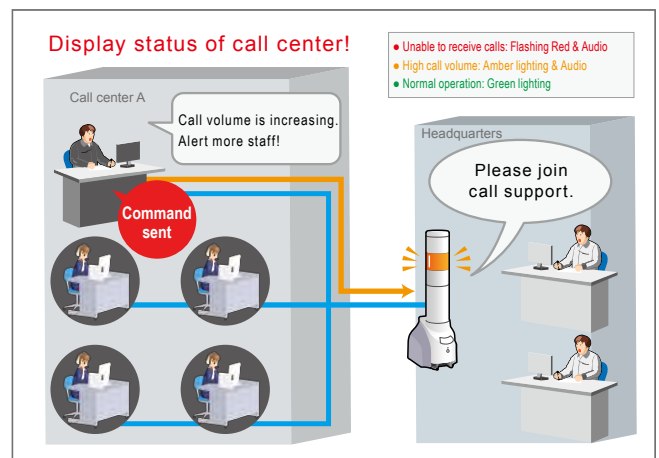 Display status of call center!
● Unable to receive calls: Flashing Red & Audio
● High call volume: Amber lighting & Audio
● Normal operation: Green lighting
Call center A
Call volume is increasing.
Alert more staff!
Command
sent
Headquarters
Please join
call support.